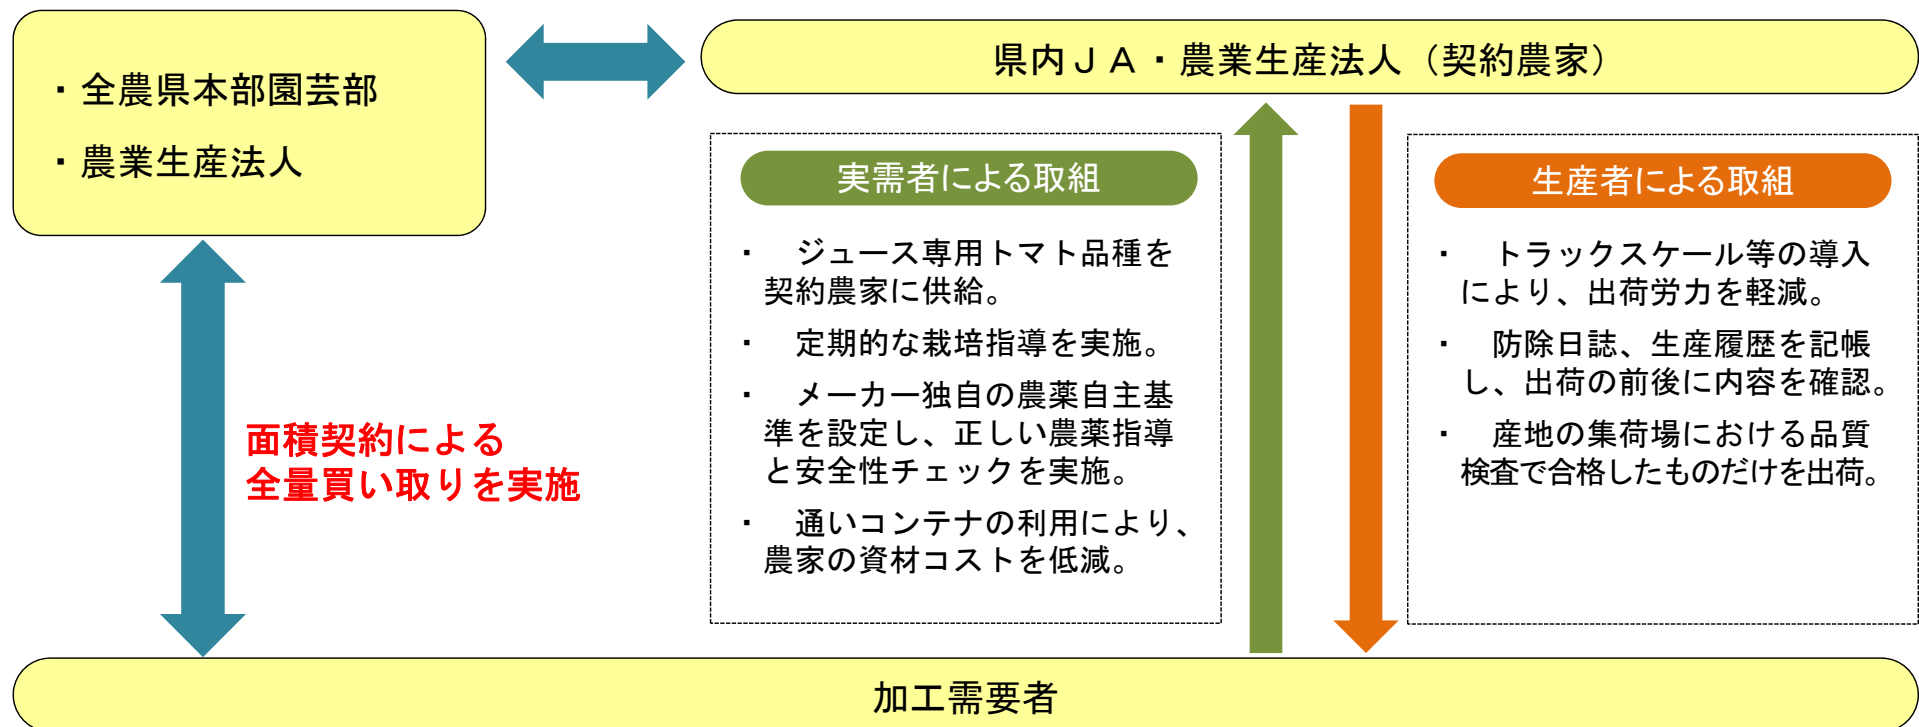 ・全農県本部園芸部
・農業生産法人
県内ＪＡ・農業生産法人（契約農家）
実需者による取組
・　ジュース専用トマト品種を
契約農家に供給。
・　定期的な栽培指導を実施。
・　メーカー独自の農薬自主基
準を設定し、正しい農薬指導
と安全性チェックを実施。
・　通いコンテナの利用により、
農家の資材コストを低減。
生産者による取組
・　トラックスケール等の導入
により、出荷労力を軽減。
・　防除日誌、生産履歴を記帳
し、出荷の前後に内容を確認。
・　産地の集荷場における品質
検査で合格したものだけを出荷。
面積契約による
全量買い取りを実施
加工需要者